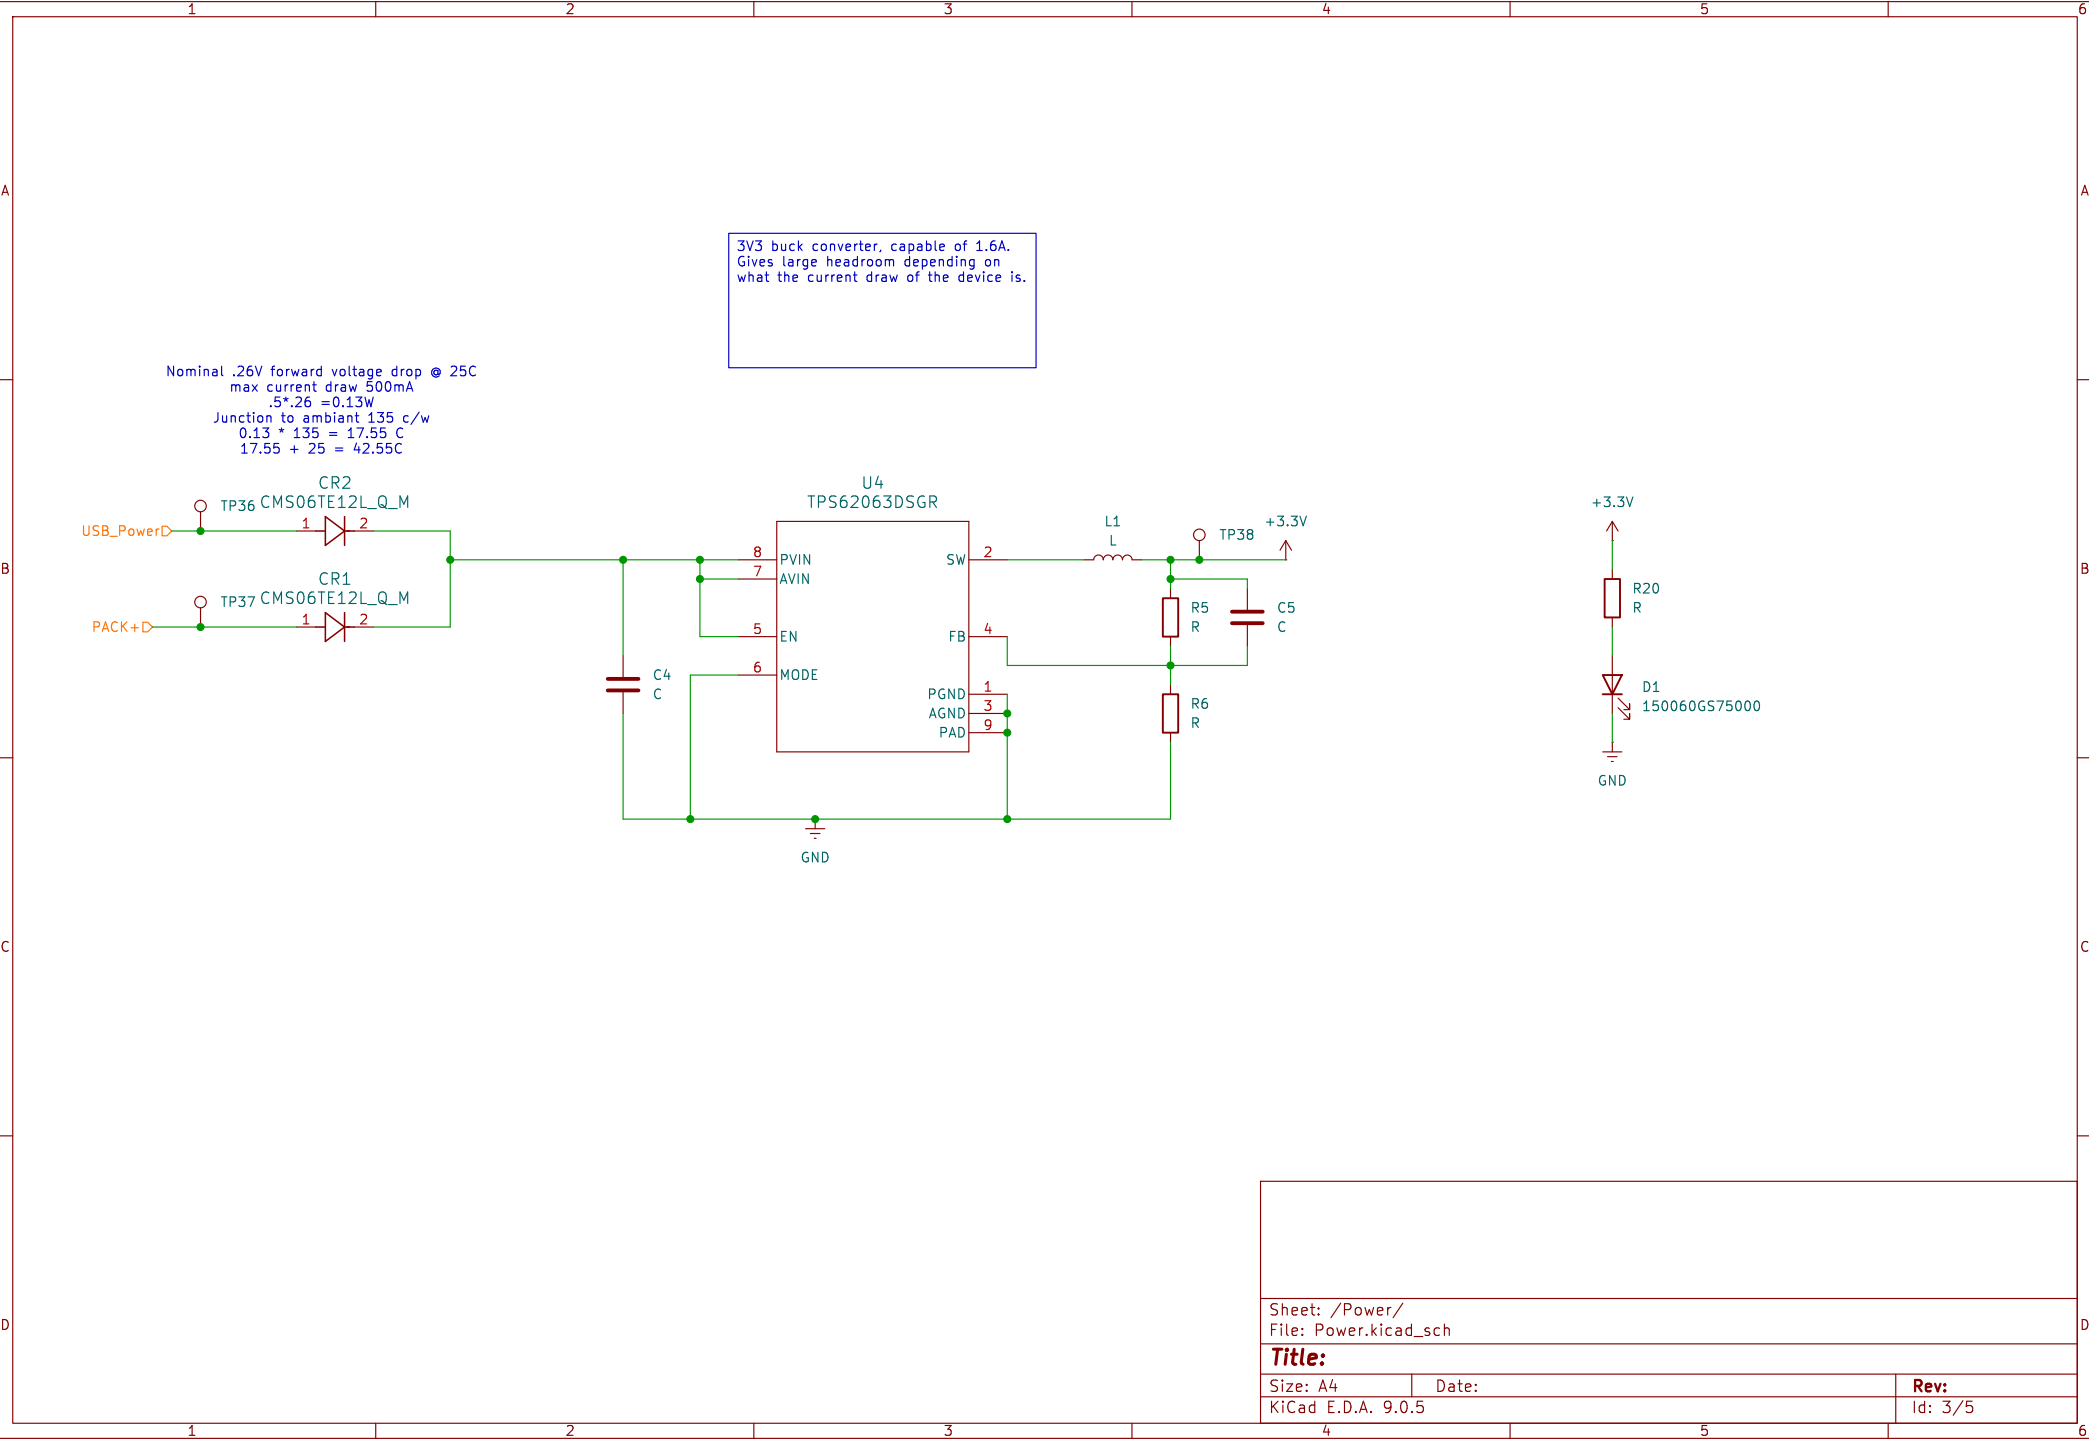 1 2 3 4 5 6
A A
3V3 buck converter, capable of 1.6A.
Gives large headroom depending on
what the current draw of the device is.
Nominal .26V forward voltage drop @ 25C
max current draw 500mA
.5*.26 =0.13W
Junction to ambiant 135 c/w
0.13 * 135 = 17.55 C
17.55 + 25 = 42.55C
CR2
CMS06TE12L_Q_M
TP36
USB_Power
1 2
CR1
CMS06TE12L_Q_M
TP37
PACK+
1 2
B B
C4
C
U4
TPS62063DSGR
8 PVIN
7 AVIN
5 EN
6 MODE
SW 2
FB 4
PGND 1
AGND 3
PAD 9
GND
L1
L
TP38
+3.3V
R5
R
C5
C
R6
R
+3.3V
R20
R
D1
150060GS75000
GND
C C
D D
Sheet: /Power/
File: Power.kicad_sch
Title:
Size: A4 Date: Rev:
KiCad E.D.A. 9.0.5 Id: 3/5
1 2 3 4 5 6